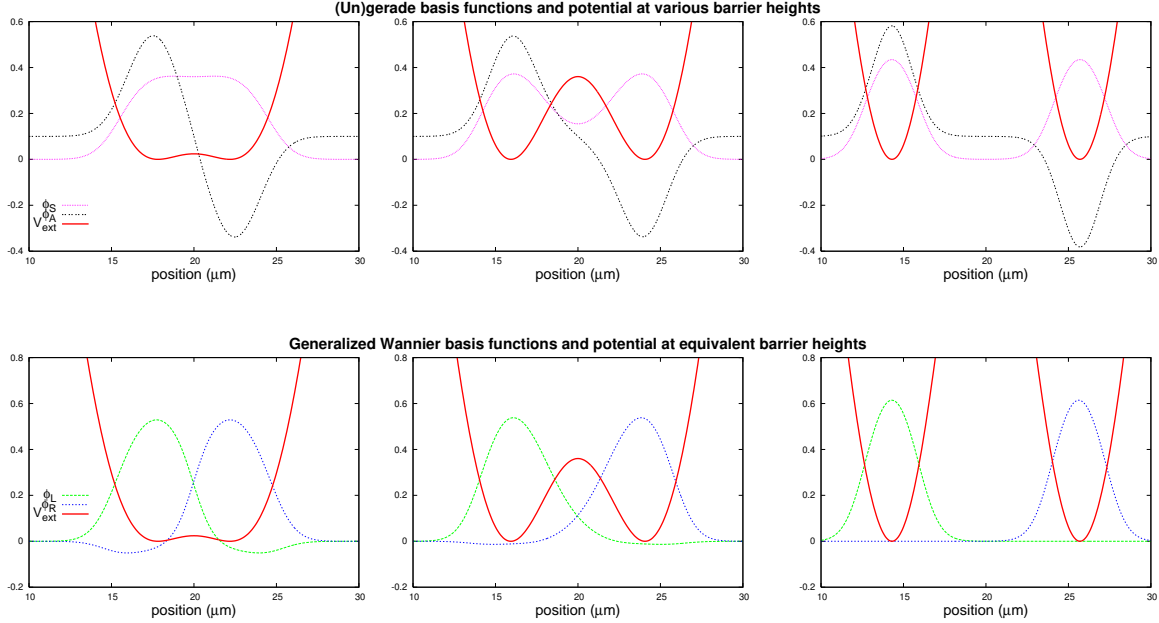 (Un)gerade basis functions and potential at various barrier heights
0.6
0.4
0.2
0
-0.2
-0.4
ϕS
ϕA
Vext
10 15 20 25 30
position (μm)
0.6
0.4
0.2
0
-0.2
-0.4
10 15 20 25 30
position (μm)
0.6
0.4
0.2
0
-0.2
-0.4
10 15 20 25 30
position (μm)
Generalized Wannier basis functions and potential at equivalent barrier heights
0.8
0.6
0.4
0.2
0
-0.2
ϕL
ϕR
Vext
10 15 20 25 30
position (μm)
0.8
0.6
0.4
0.2
0
-0.2
10 15 20 25 30
position (μm)
0.8
0.6
0.4
0.2
0
-0.2
10 15 20 25 30
position (μm)